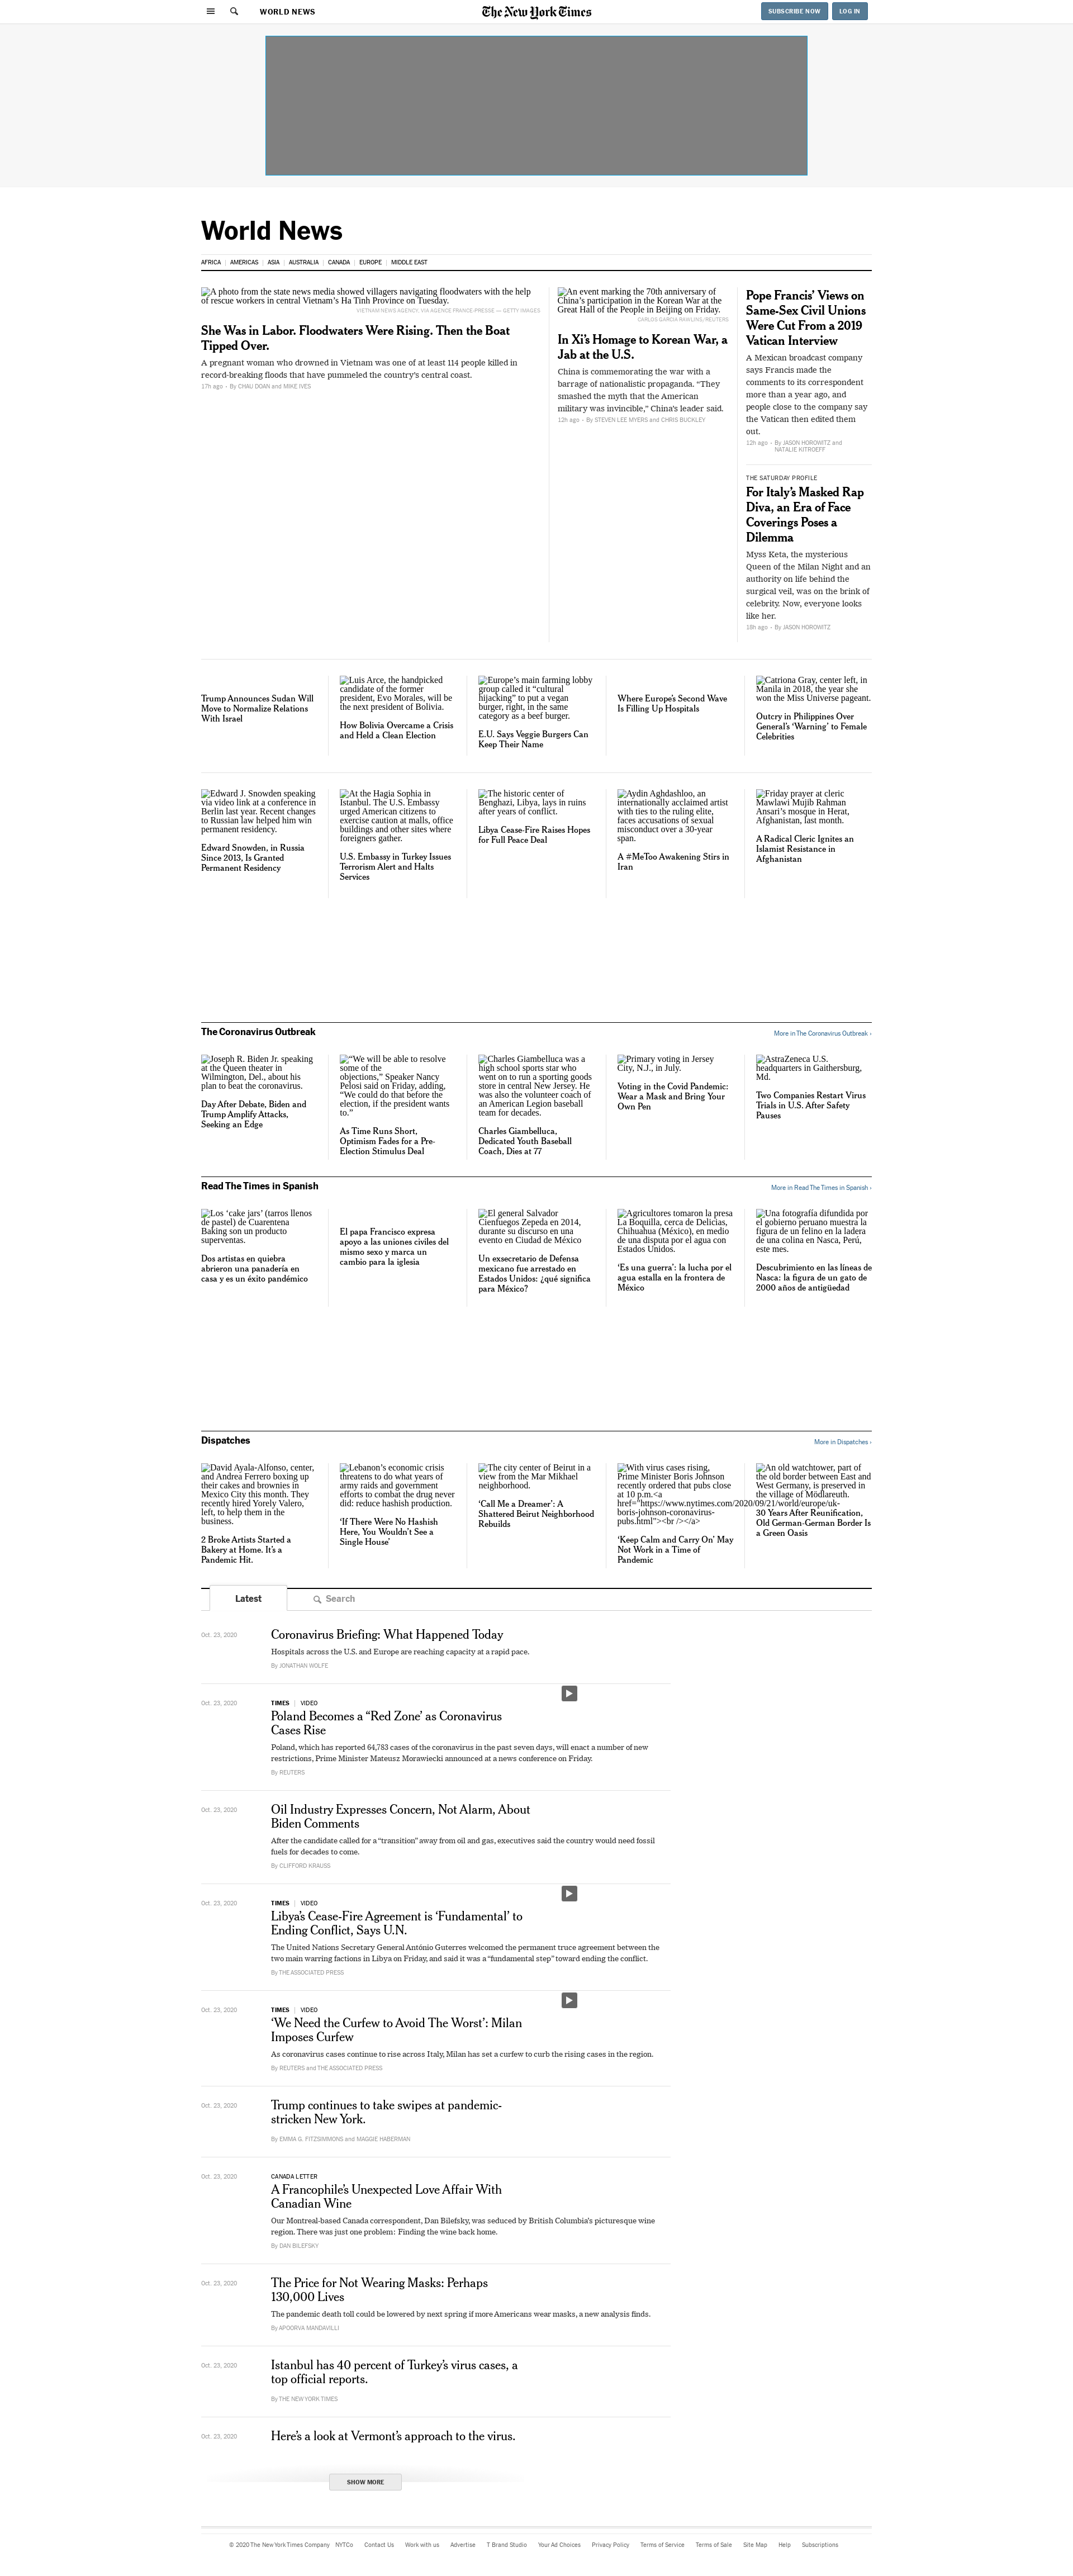 WORLD NEWS
The New York Times
SUBSCRIBE NOW
LOG IN
World News
AFRICA | AMERICAS | ASIA | AUSTRALIA | CANADA | EUROPE | MIDDLE EAST
A photo from the state news media showed villagers navigating floodwaters with the help
of rescue workers in central Vietnam’s Ha Tinh Province on Tuesday.
VIETNAM NEWS AGENCY, VIA AGENCE FRANCE-PRESSE — GETTY IMAGES
She Was in Labor. Floodwaters Were Rising. Then the Boat
Tipped Over.
A pregnant woman who drowned in Vietnam was one of at least 114 people killed in
record-breaking floods that have pummeled the country’s central coast.
17h ago · By CHAU DOAN and MIKE IVES
An event marking the 70th anniversary of
China’s participation in the Korean War at the
Great Hall of the People in Beijing on Friday.
CARLOS GARCIA RAWLINS/REUTERS
In Xi’s Homage to Korean War, a
Jab at the U.S.
China is commemorating the war with a
barrage of nationalistic propaganda. “They
smashed the myth that the American
military was invincible,” China’s leader said.
12h ago · By STEVEN LEE MYERS and CHRIS BUCKLEY
Pope Francis’ Views on
Same-Sex Civil Unions
Were Cut From a 2019
Vatican Interview
A Mexican broadcast company
says Francis made the
comments to its correspondent
more than a year ago, and
people close to the company say
the Vatican then edited them
out.
12h ago · By JASON HOROWITZ and
NATALIE KITROEFF
THE SATURDAY PROFILE
For Italy’s Masked Rap
Diva, an Era of Face
Coverings Poses a
Dilemma
Myss Keta, the mysterious
Queen of the Milan Night and an
authority on life behind the
surgical veil, was on the brink of
celebrity. Now, everyone looks
like her.
18h ago · By JASON HOROWITZ
Trump Announces Sudan Will
Move to Normalize Relations
With Israel
Luis Arce, the handpicked
candidate of the former
president, Evo Morales, will be
the next president of Bolivia.
How Bolivia Overcame a Crisis
and Held a Clean Election
Europe’s main farming lobby
group called it “cultural
hijacking” to put a vegan
burger, right, in the same
category as a beef burger.
E.U. Says Veggie Burgers Can
Keep Their Name
Where Europe’s Second Wave
Is Filling Up Hospitals
Catriona Gray, center left, in
Manila in 2018, the year she
won the Miss Universe pageant.
Outcry in Philippines Over
General’s ‘Warning’ to Female
Celebrities
Edward J. Snowden speaking
via video link at a conference in
Berlin last year. Recent changes
to Russian law helped him win
permanent residency.
Edward Snowden, in Russia
Since 2013, Is Granted
Permanent Residency
At the Hagia Sophia in
Istanbul. The U.S. Embassy
urged American citizens to
exercise caution at malls, office
buildings and other sites where
foreigners gather.
U.S. Embassy in Turkey Issues
Terrorism Alert and Halts
Services
The historic center of
Benghazi, Libya, lays in ruins
after years of conflict.
Libya Cease-Fire Raises Hopes
for Full Peace Deal
Aydin Aghdashloo, an
internationally acclaimed artist
with ties to the ruling elite,
faces accusations of sexual
misconduct over a 30-year
span.
A #MeToo Awakening Stirs in
Iran
Friday prayer at cleric
Mawlawi Mujib Rahman
Ansari’s mosque in Herat,
Afghanistan, last month.
A Radical Cleric Ignites an
Islamist Resistance in
Afghanistan
The Coronavirus Outbreak
More in The Coronavirus Outbreak ›
Joseph R. Biden Jr. speaking
at the Queen theater in
Wilmington, Del., about his
plan to beat the coronavirus.
Day After Debate, Biden and
Trump Amplify Attacks,
Seeking an Edge
“We will be able to resolve
some of the
objections,” Speaker Nancy
Pelosi said on Friday, adding,
“We could do that before the
election, if the president wants
to.”
As Time Runs Short,
Optimism Fades for a Pre-
Election Stimulus Deal
Charles Giambelluca was a
high school sports star who
went on to run a sporting goods
store in central New Jersey. He
was also the volunteer coach of
an American Legion baseball
team for decades.
Charles Giambelluca,
Dedicated Youth Baseball
Coach, Dies at 77
Primary voting in Jersey
City, N.J., in July.
Voting in the Covid Pandemic:
Wear a Mask and Bring Your
Own Pen
AstraZeneca U.S.
headquarters in Gaithersburg,
Md.
Two Companies Restart Virus
Trials in U.S. After Safety
Pauses
Read The Times in Spanish
More in Read The Times in Spanish ›
Los ‘cake jars’ (tarros llenos
de pastel) de Cuarentena
Baking son un producto
superventas.
Dos artistas en quiebra
abrieron una panadería en
casa y es un éxito pandémico
El papa Francisco expresa
apoyo a las uniones civiles del
mismo sexo y marca un
cambio para la iglesia
El general Salvador
Cienfuegos Zepeda en 2014,
durante su discurso en una
evento en Ciudad de México
Un exsecretario de Defensa
mexicano fue arrestado en
Estados Unidos: ¿qué significa
para México?
Agricultores tomaron la presa
La Boquilla, cerca de Delicias,
Chihuahua (México), en medio
de una disputa por el agua con
Estados Unidos.
‘Es una guerra’: la lucha por el
agua estalla en la frontera de
México
Una fotografía difundida por
el gobierno peruano muestra la
figura de un felino en la ladera
de una colina en Nasca, Perú,
este mes.
Descubrimiento en las líneas de
Nasca: la figura de un gato de
2000 años de antigüedad
Dispatches
More in Dispatches ›
David Ayala-Alfonso, center,
and Andrea Ferrero boxing up
their cakes and brownies in
Mexico City this month. They
recently hired Yorely Valero,
left, to help them in the
business.
2 Broke Artists Started a
Bakery at Home. It’s a
Pandemic Hit.
Lebanon’s economic crisis
threatens to do what years of
army raids and government
efforts to combat the drug never
did: reduce hashish production.
‘If There Were No Hashish
Here, You Wouldn’t See a
Single House’
The city center of Beirut in a
view from the Mar Mikhael
neighborhood.
‘Call Me a Dreamer’: A
Shattered Beirut Neighborhood
Rebuilds
With virus cases rising,
Prime Minister Boris Johnson
recently ordered that pubs close
at 10 p.m.<a
href="https://www.nytimes.com/2020/09/21/world/europe/uk-
boris-johnson-coronavirus-
pubs.html"><br /></a>
‘Keep Calm and Carry On’ May
Not Work in a Time of
Pandemic
An old watchtower, part of
the old border between East and
West Germany, is preserved in
the village of Mödlareuth.
30 Years After Reunification,
Old German-German Border Is
a Green Oasis
Latest
Search
Oct. 23, 2020
Coronavirus Briefing: What Happened Today
Hospitals across the U.S. and Europe are reaching capacity at a rapid pace.
By JONATHAN WOLFE
Oct. 23, 2020
TIMES | VIDEO
Poland Becomes a “Red Zone’ as Coronavirus
Cases Rise
Poland, which has reported 64,783 cases of the coronavirus in the past seven days, will enact a number of new
restrictions, Prime Minister Mateusz Morawiecki announced at a news conference on Friday.
By REUTERS
Oct. 23, 2020
Oil Industry Expresses Concern, Not Alarm, About
Biden Comments
After the candidate called for a “transition” away from oil and gas, executives said the country would need fossil
fuels for decades to come.
By CLIFFORD KRAUSS
Oct. 23, 2020
TIMES | VIDEO
Libya’s Cease-Fire Agreement is ‘Fundamental’ to
Ending Conflict, Says U.N.
The United Nations Secretary General António Guterres welcomed the permanent truce agreement between the
two main warring factions in Libya on Friday, and said it was a “fundamental step” toward ending the conflict.
By THE ASSOCIATED PRESS
Oct. 23, 2020
TIMES | VIDEO
‘We Need the Curfew to Avoid The Worst’: Milan
Imposes Curfew
As coronavirus cases continue to rise across Italy, Milan has set a curfew to curb the rising cases in the region.
By REUTERS and THE ASSOCIATED PRESS
Oct. 23, 2020
Trump continues to take swipes at pandemic-
stricken New York.
By EMMA G. FITZSIMMONS and MAGGIE HABERMAN
Oct. 23, 2020
CANADA LETTER
A Francophile’s Unexpected Love Affair With
Canadian Wine
Our Montreal-based Canada correspondent, Dan Bilefsky, was seduced by British Columbia’s picturesque wine
region. There was just one problem: Finding the wine back home.
By DAN BILEFSKY
Oct. 23, 2020
The Price for Not Wearing Masks: Perhaps
130,000 Lives
The pandemic death toll could be lowered by next spring if more Americans wear masks, a new analysis finds.
By APOORVA MANDAVILLI
Oct. 23, 2020
Istanbul has 40 percent of Turkey’s virus cases, a
top official reports.
By THE NEW YORK TIMES
Oct. 23, 2020
Here’s a look at Vermont’s approach to the virus.
SHOW MORE
© 2020 The New York Times Company NYTCo Contact Us Work with us Advertise T Brand Studio Your Ad Choices Privacy Policy Terms of Service Terms of Sale Site Map Help Subscriptions